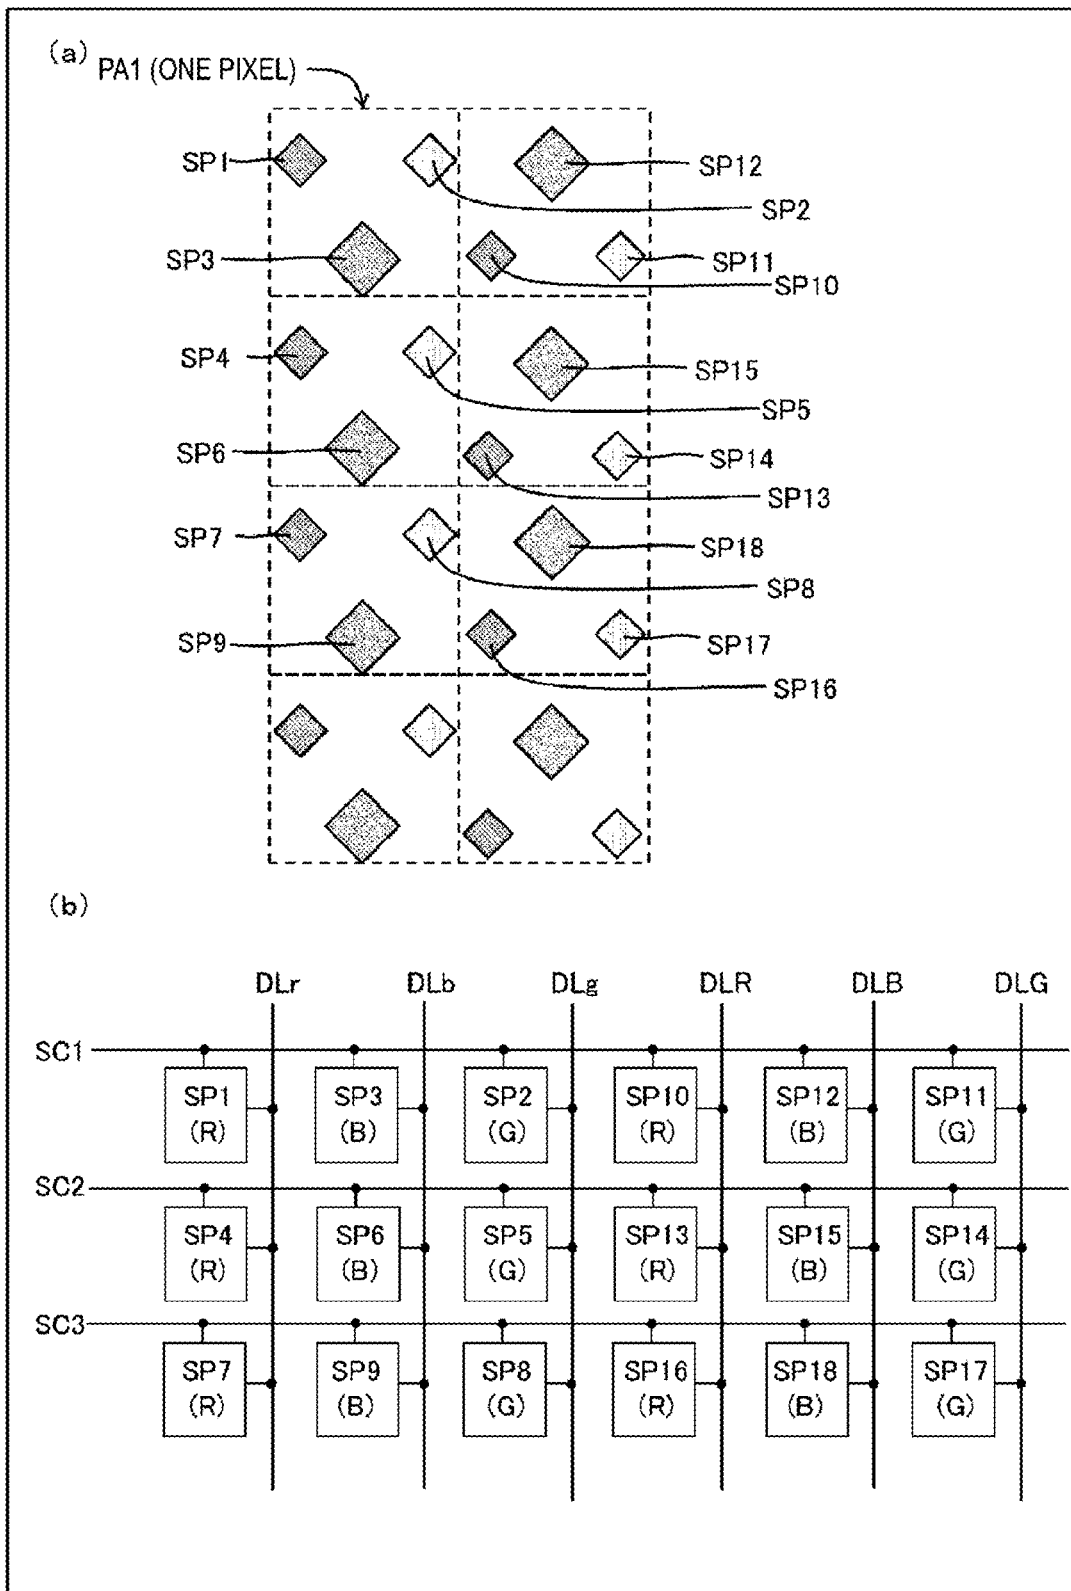 (a)
PA1 (ONE PIXEL)
SP1
SP12
SP2
SP3
SP11
SP10
SP4
SP15
SP5
SP6
SP14
SP13
SP7
SP18
SP8
SP9
SP17
SP16
(b)
DLr DLb DLg DLR DLB DLG
SC1
SP1 SP3 SP2 SP10 SP12 SP11
(R) (B) (G) (R) (B) (G)
SC2
SP4 SP6 SP5 SP13 SP15 SP14
(R) (B) (G) (R) (B) (G)
SC3
SP7 SP9 SP8 SP16 SP18 SP17
(R) (B) (G) (R) (B) (G)